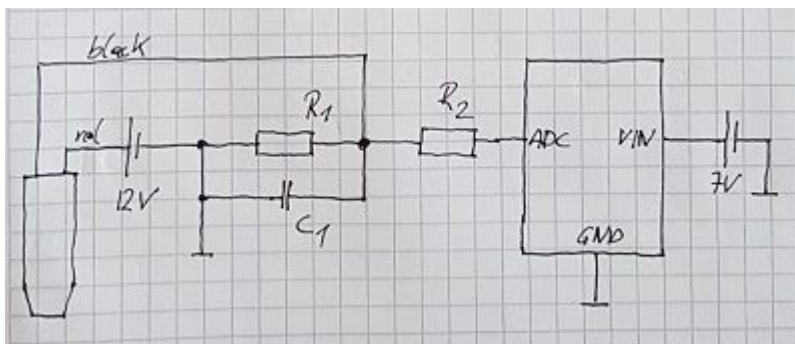 black
R1
R2
red
ADC
VIN
12V
C1
7V
GND